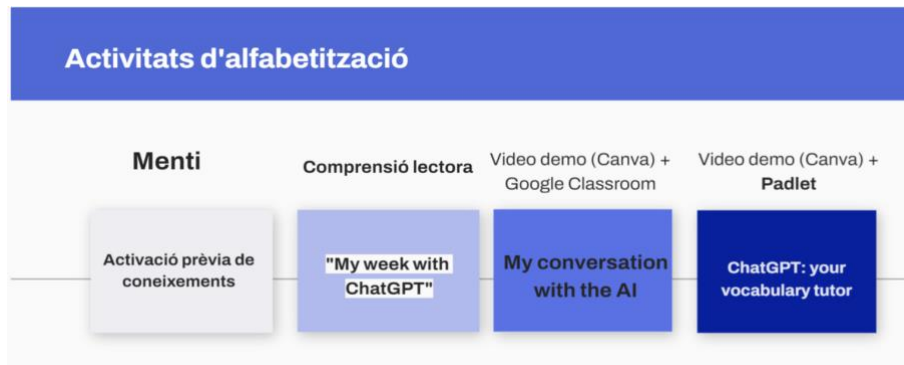 Activitats d'alfabetització
Menti
Activació prèvia de
coneixements
Comprensió lectora
"My week with
ChatGPT"
Video demo (Canva) +
Google Classroom
My conversation
with the AI
Video demo (Canva) +
Padlet
ChatGPT: your
vocabulary tutor